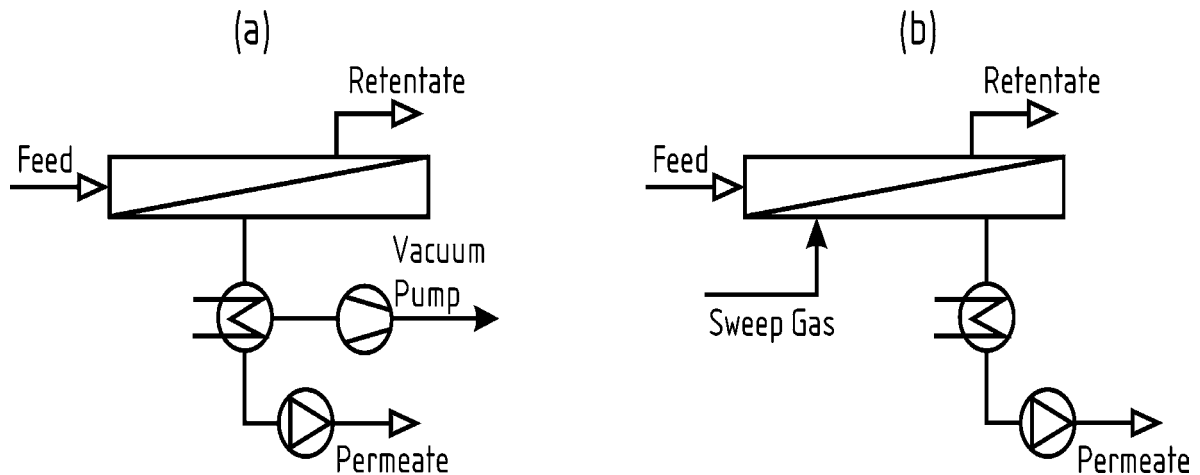 (a)
Retentate
Feed
Vacuum
Pump
Permeate
(b)
Retentate
Feed
Sweep Gas
Permeate